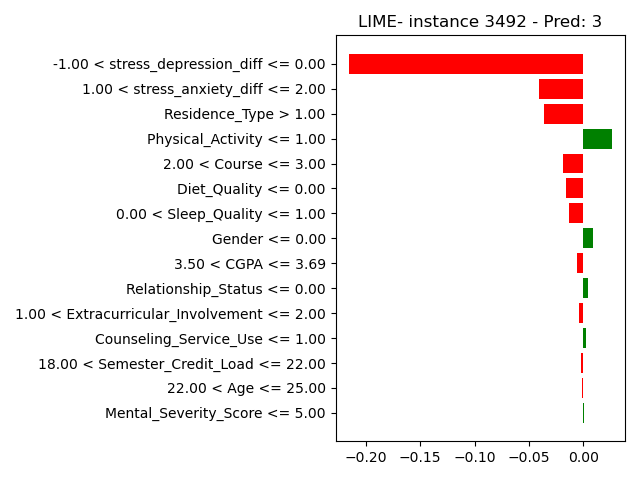 LIME- instance 3492 - Pred: 3
-1.00 < stress_depression_diff <= 0.00
1.00 < stress_anxiety_diff <= 2.00
Residence_Type > 1.00
Physical_Activity <= 1.00
2.00 < Course <= 3.00
Diet_Quality <= 0.00
0.00 < Sleep_Quality <= 1.00
Gender <= 0.00
3.50 < CGPA <= 3.69
Relationship_Status <= 0.00
1.00 < Extracurricular_Involvement <= 2.00
Counseling_Service_Use <= 1.00
18.00 < Semester_Credit_Load <= 22.00
22.00 < Age <= 25.00
Mental_Severity_Score <= 5.00
−0.20 −0.15 −0.10 −0.05 0.00